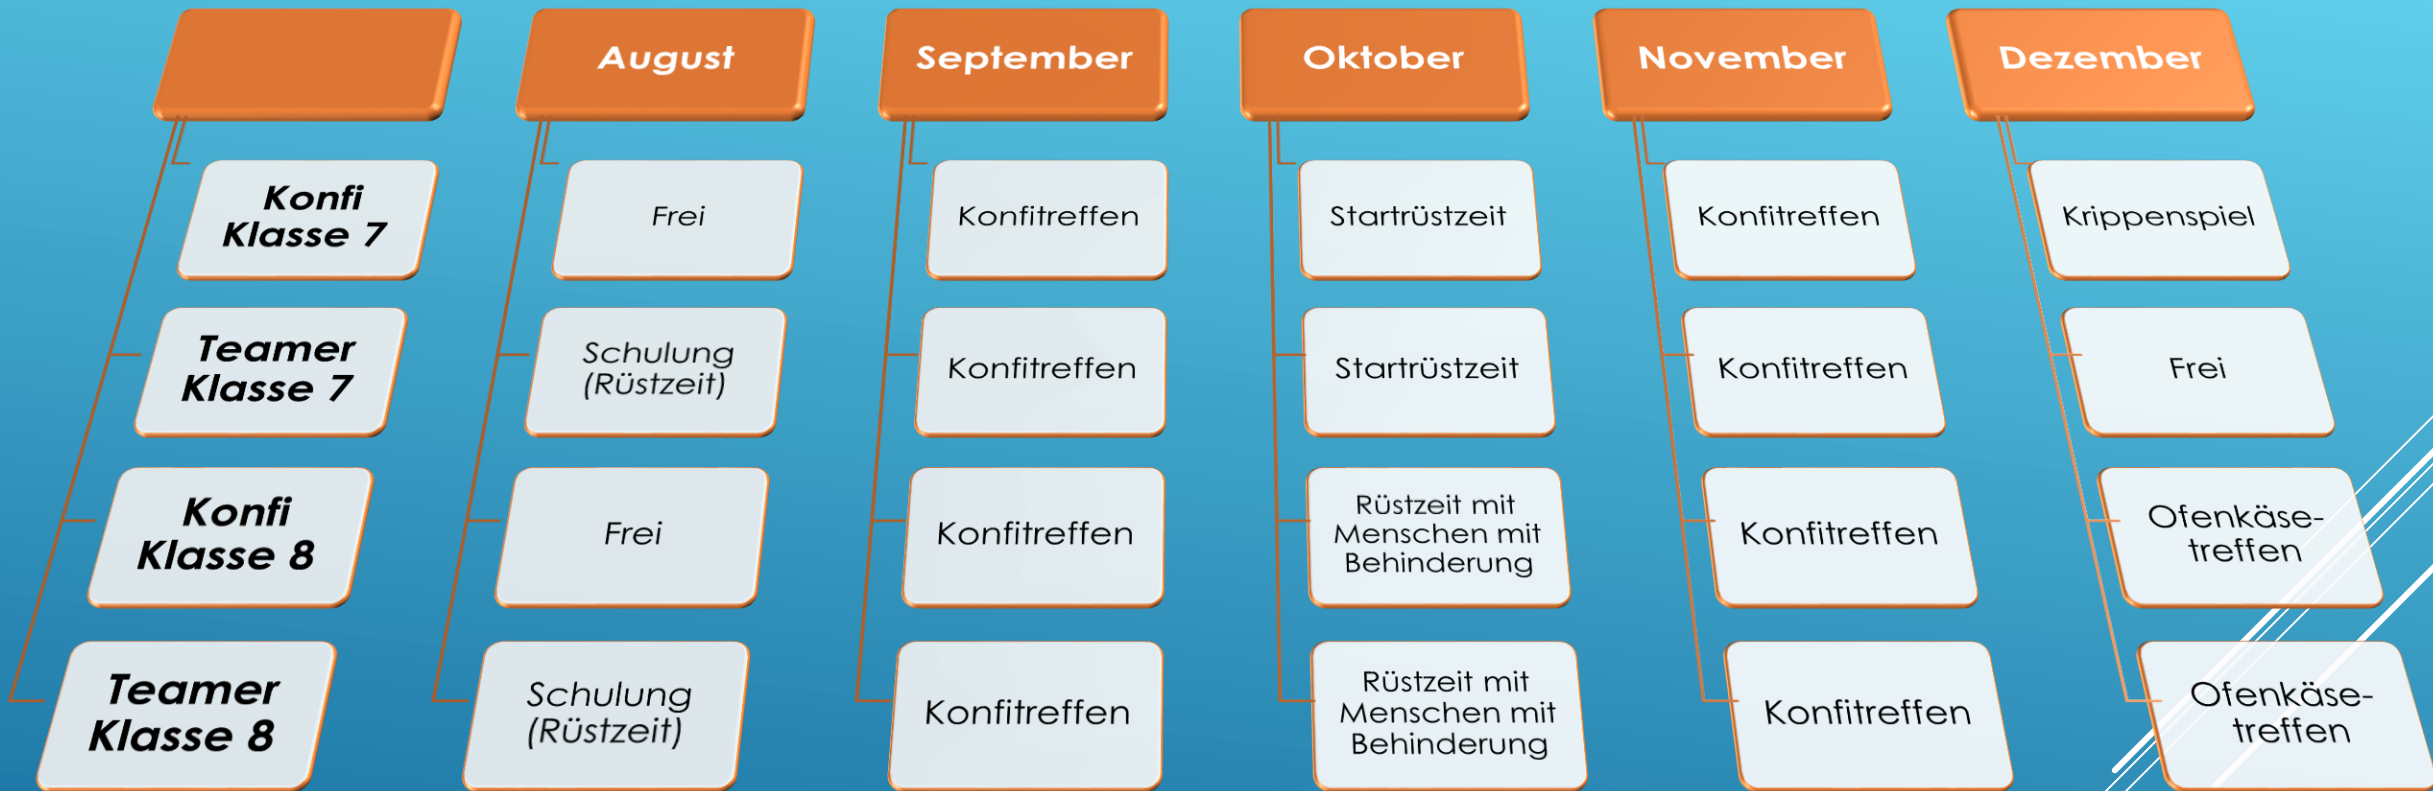 August
September
Oktober
November
Dezember
Konfi
Klasse 7
Frei
Konfitreffen
Startrüstzeit
Konfitreffen
Krippenspiel
Teamer
Klasse 7
Schulung
(Rüstzeit)
Konfitreffen
Startrüstzeit
Konfitreffen
Frei
Konfi
Klasse 8
Frei
Konfitreffen
Rüstzeit mit
Menschen mit
Behinderung
Konfitreffen
Ofenkäse-
treffen
Teamer
Klasse 8
Schulung
(Rüstzeit)
Konfitreffen
Rüstzeit mit
Menschen mit
Behinderung
Konfitreffen
Ofenkäse-
treffen